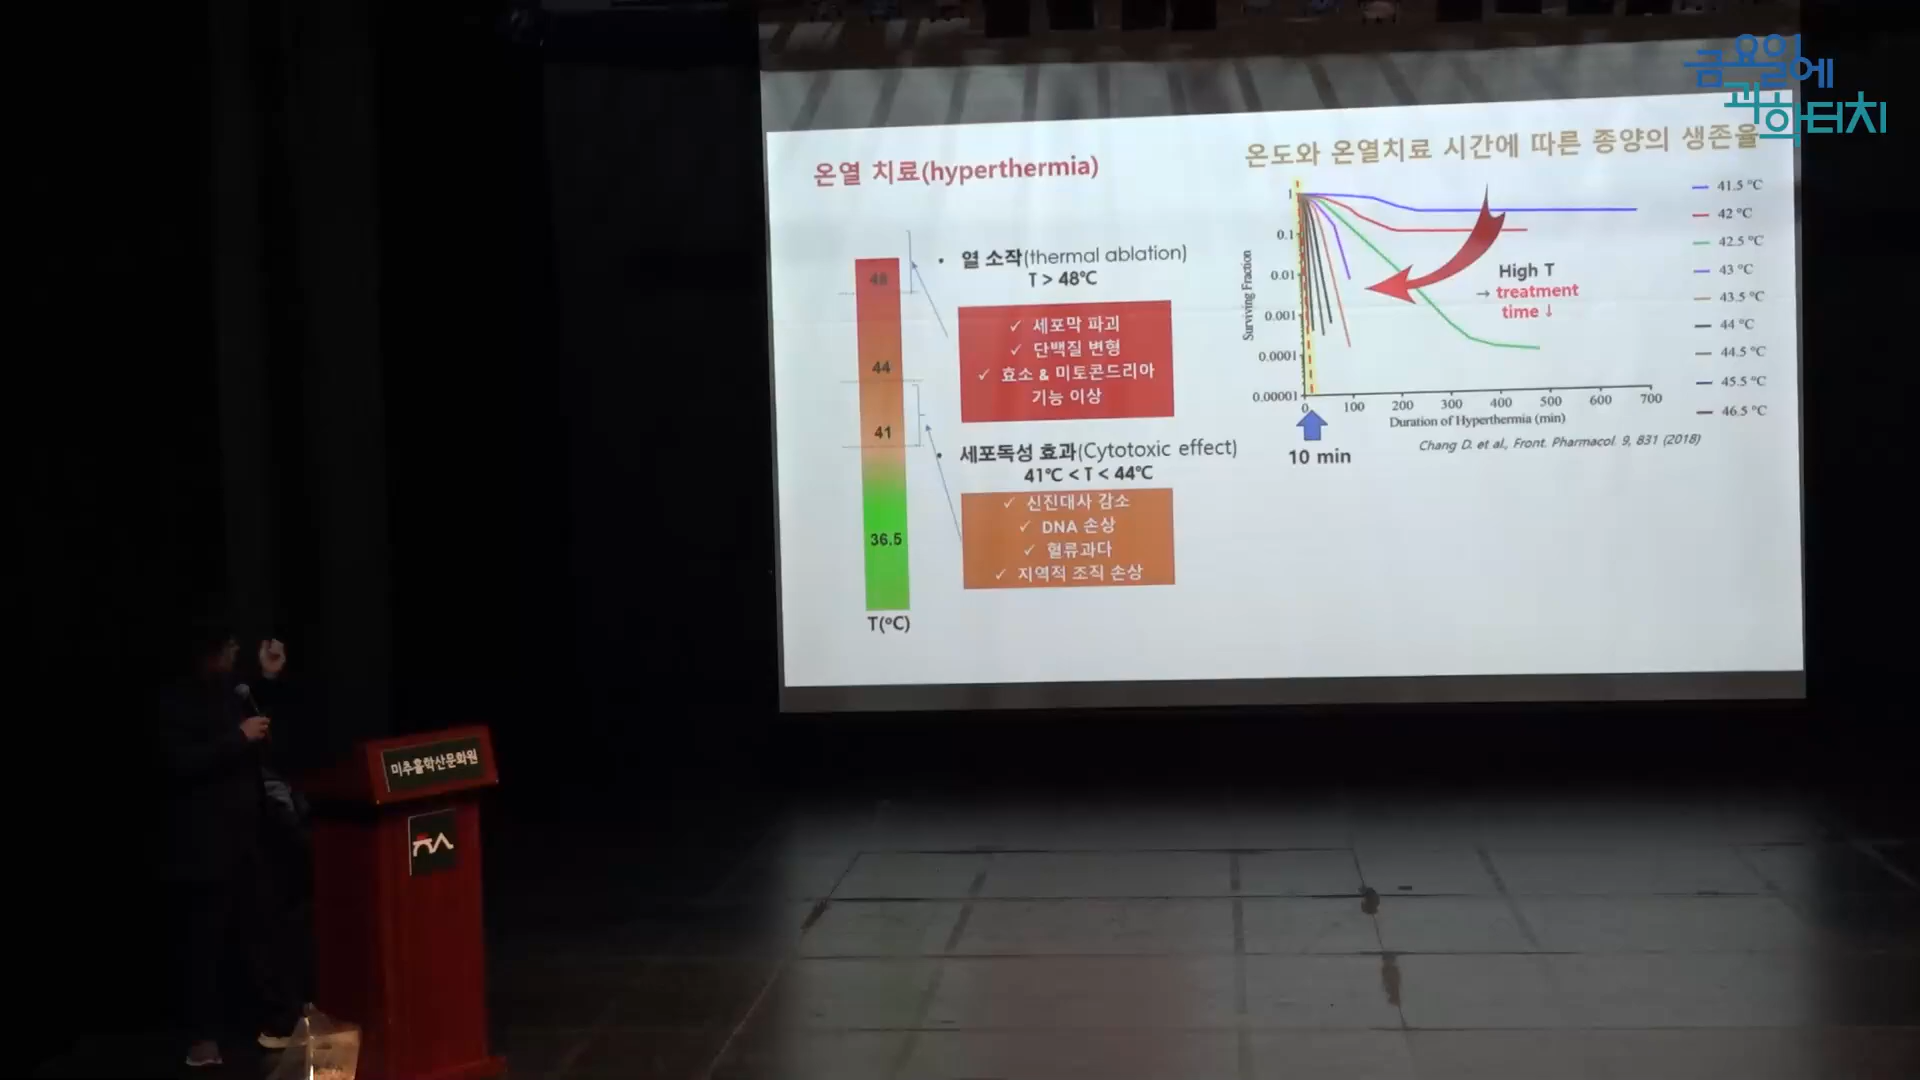 금요일에
과학터치
온열 치료(hyperthermia)
48
44
41
36.5
T(°C)
• 열 소작(thermal ablation)
T > 48℃
✓ 세포막 파괴
✓ 단백질 변형
✓ 효소 & 미토콘드리아
기능 이상
• 세포독성 효과(Cytotoxic effect)
41℃ < T < 44℃
✓ 신진대사 감소
✓ DNA 손상
✓ 혈류과다
✓ 지역적 조직 손상
온도와 온열치료 시간에 따른 종양의 생존율
Surviving Fraction
1
0.1
0.01
0.001
0.0001
0.00001
0 100 200 300 400 500 600 700
Duration of Hyperthermia (min)
High T
→ treatment
time ↓
41.5 °C
42 °C
42.5 °C
43 °C
43.5 °C
44 °C
44.5 °C
45.5 °C
46.5 °C
10 min
Chang D. et al., Front. Pharmacol. 9, 831 (2018)
미추홀학산문화원